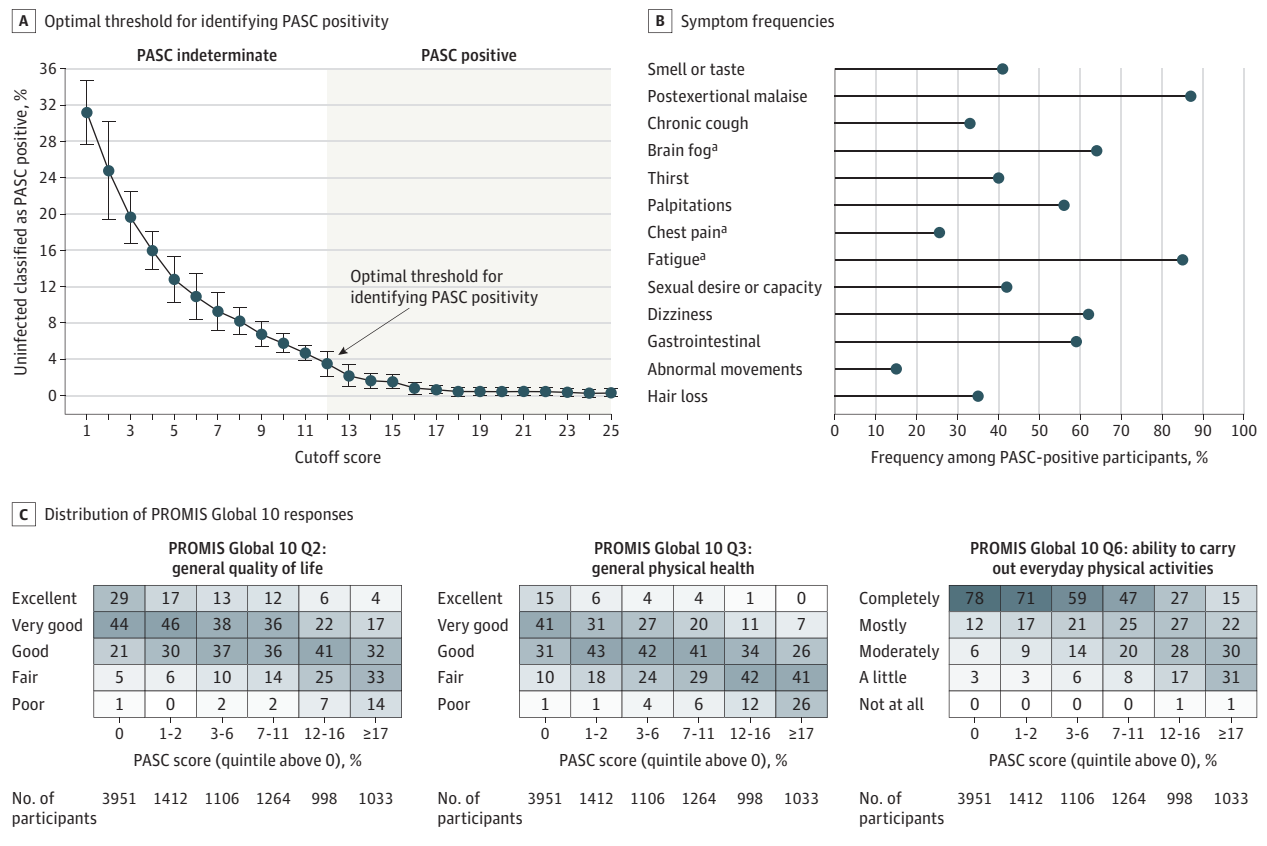 A Optimal threshold for identifying PASC positivity
PASC indeterminate PASC positive
Uninfected classified as PASC positive, %
36
32
28
24
20
16
12
8
4
0
Optimal threshold for
identifying PASC positivity
1 3 5 7 9 11 13 15 17 19 21 23 25
Cutoff score
B Symptom frequencies
Smell or taste
Postexertional malaise
Chronic cough
Brain fogᵃ
Thirst
Palpitations
Chest painᵃ
Fatigueᵃ
Sexual desire or capacity
Dizziness
Gastrointestinal
Abnormal movements
Hair loss
0 10 20 30 40 50 60 70 80 90 100
Frequency among PASC-positive participants, %
C Distribution of PROMIS Global 10 responses
PROMIS Global 10 Q2:
general quality of life
Excellent 29 17 13 12 6 4
Very good 44 46 38 36 22 17
Good 21 30 37 36 41 32
Fair 5 6 10 14 25 33
Poor 1 0 2 2 7 14
0 1-2 3-6 7-11 12-16 ≥17
PASC score (quintile above 0), %
No. of 3951 1412 1106 1264 998 1033
participants
PROMIS Global 10 Q3:
general physical health
Excellent 15 6 4 4 1 0
Very good 41 31 27 20 11 7
Good 31 43 42 41 34 26
Fair 10 18 24 29 42 41
Poor 1 1 4 6 12 26
0 1-2 3-6 7-11 12-16 ≥17
PASC score (quintile above 0), %
No. of 3951 1412 1106 1264 998 1033
participants
PROMIS Global 10 Q6: ability to carry
out everyday physical activities
Completely 78 71 59 47 27 15
Mostly 12 17 21 25 27 22
Moderately 6 9 14 20 28 30
A little 3 3 6 8 17 31
Not at all 0 0 0 0 1 1
0 1-2 3-6 7-11 12-16 ≥17
PASC score (quintile above 0), %
No. of 3951 1412 1106 1264 998 1033
participants